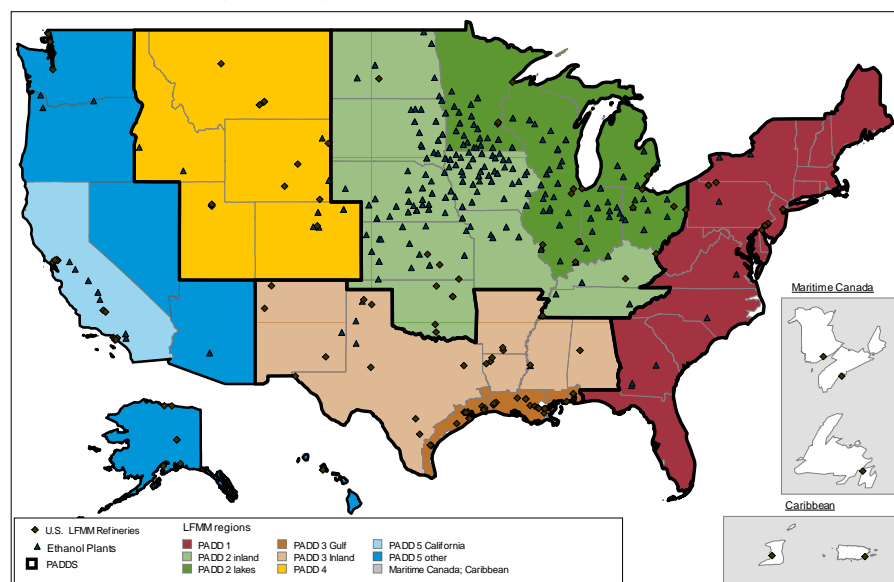 Maritime Canada
Caribbean
U.S. LFMM Refineries
Ethanol Plants
PADDS
LFMM regions
PADD 1
PADD 2 inland
PADD 2 lakes
PADD 3 Gulf
PADD 3 Inland
PADD 4
PADD 5 California
PADD 5 other
Maritime Canada; Caribbean